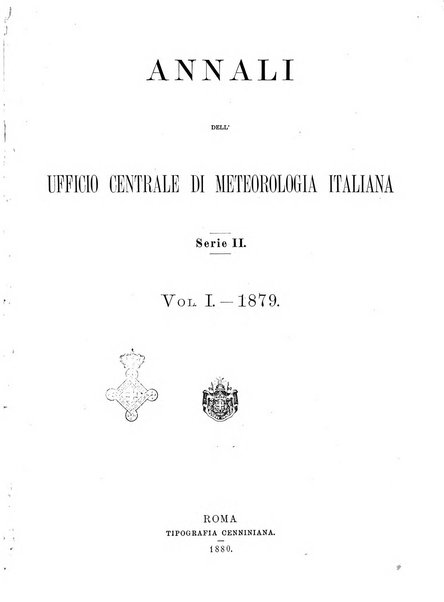 ANNALI
DELL'
UFFICIO CENTRALE DI METEOROLOGIA ITALIANA
Serie II.
VOL. I. — 1879.
ROMA
TIPOGRAFIA CENNINIANA.
1880.